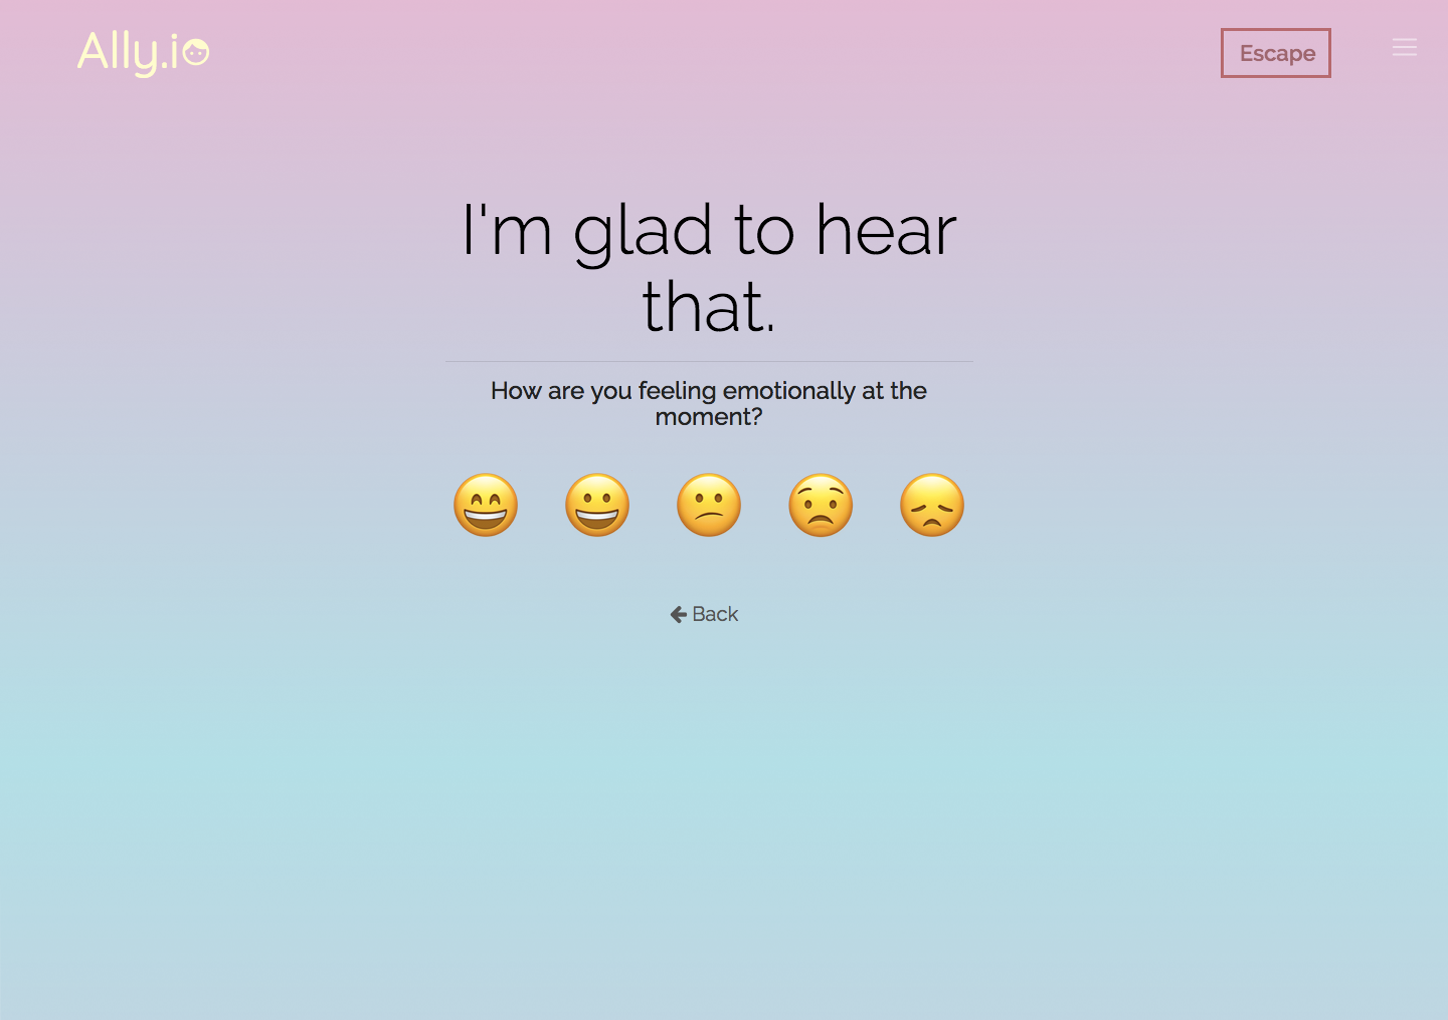 Ally.io
Escape
I'm glad to hear
that.
How are you feeling emotionally at the
moment?
Back